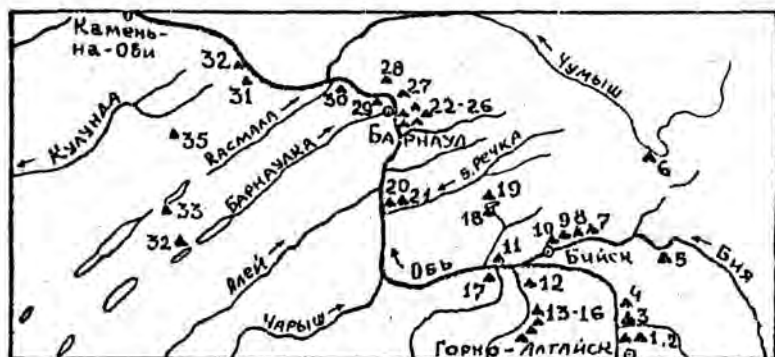 Камень-
на-Оби
32
31
28
27
30
29
22-26
Чумыш
Кулунда
Касмала
Барнаул
35
Барнаулка
Б. Речка
6
20
21
19
18
33
32
Алей
Обь
10
9
8
7
11
Бийск
5
Бия
17
12
4
13-16
3
Чарыш
Горно-Алтайск
1,2